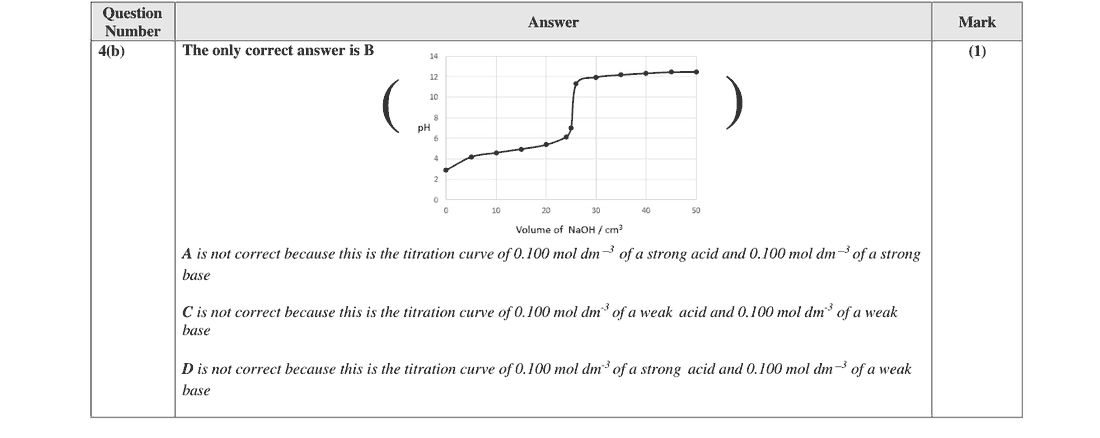 Question
Number
Answer
Mark
4(b)
The only correct answer is B
(1)
14
12
10
8
6
4
2
0
pH
0 10 20 30 40 50
Volume of NaOH / cm³
( )
A is not correct because this is the titration curve of 0.100 mol dm⁻³ of a strong acid and 0.100 mol dm⁻³ of a strong
base
C is not correct because this is the titration curve of 0.100 mol dm⁻³ of a weak acid and 0.100 mol dm⁻³ of a weak
base
D is not correct because this is the titration curve of 0.100 mol dm⁻³ of a strong acid and 0.100 mol dm⁻³ of a weak
base